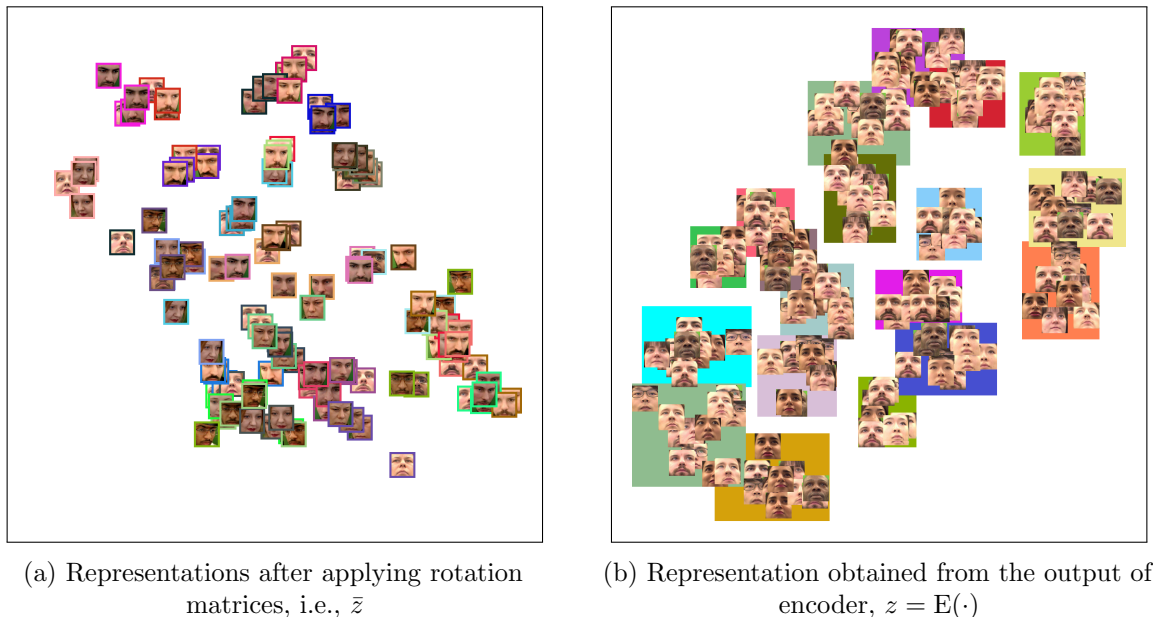 (a) Representations after applying rotation
matrices, i.e., z̄
(b) Representation obtained from the output of
encoder, z = E(·)